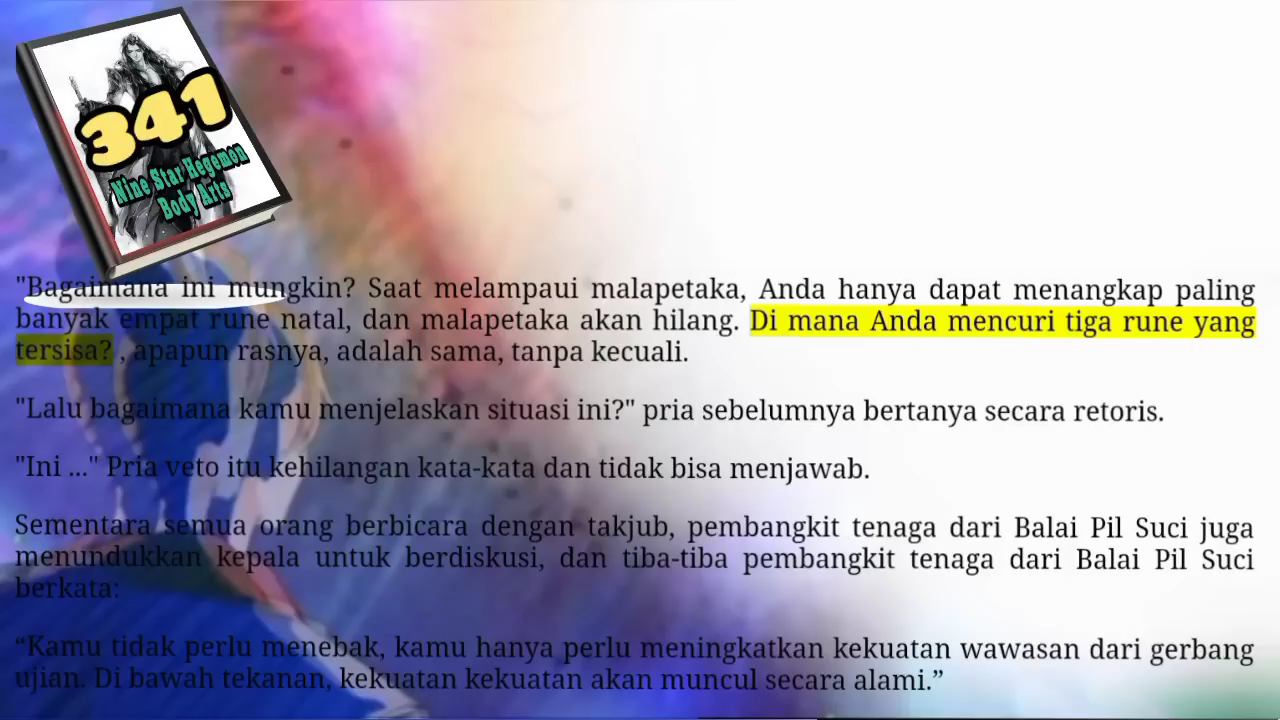 341
Nine Star Hegemon
Body Arts
"Bagaimana ini mungkin? Saat melampaui malapetaka, Anda hanya dapat menangkap paling
banyak empat rune natal, dan malapetaka akan hilang. Di mana Anda mencuri tiga rune yang
tersisa? , apapun rasnya, adalah sama, tanpa kecuali.
"Lalu bagaimana kamu menjelaskan situasi ini?" pria sebelumnya bertanya secara retoris.
"Ini ..." Pria veto itu kehilangan kata-kata dan tidak bisa menjawab.
Sementara semua orang berbicara dengan takjub, pembangkit tenaga dari Balai Pil Suci juga
menundukkan kepala untuk berdiskusi, dan tiba-tiba pembangkit tenaga dari Balai Pil Suci
berkata:
“Kamu tidak perlu menebak, kamu hanya perlu meningkatkan kekuatan wawasan dari gerbang
ujian. Di bawah tekanan, kekuatan kekuatan akan muncul secara alami.”